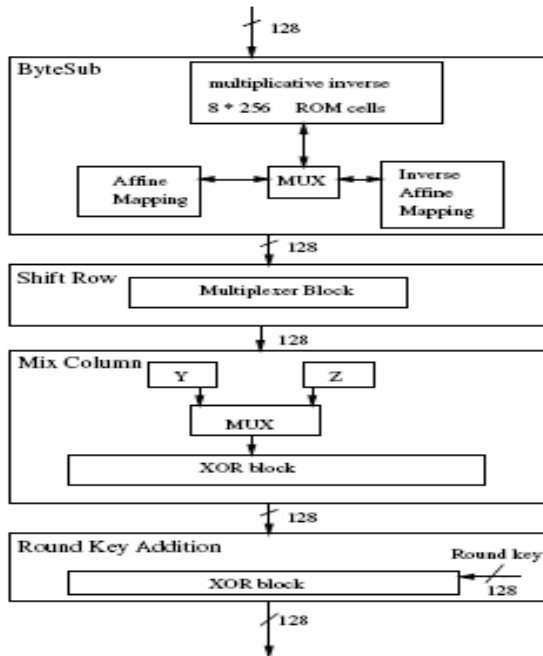 128
ByteSub
multiplicative inverse
8 * 256 ROM cells
Affine
Mapping
MUX
Inverse
Affine
Mapping
128
Shift Row
Multiplexer Block
128
Mix Column
Y
Z
MUX
XOR block
128
Round Key Addition
Round key
XOR block
128
128